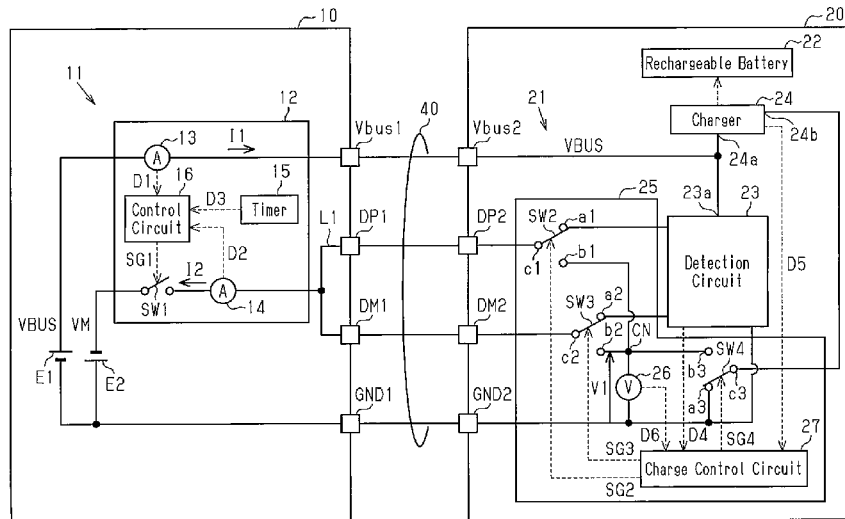 10
20
22
Rechargeable Battery
11
12
21
24
Charger
24b
24a
13
A
I1
Vbus1
40
Vbus2
VBUS
D1
16
15
D3
Timer
Control
Circuit
25
23a
23
L1
DP1
DP2
SW2
a1
b1
c1
Detection
Circuit
D5
SG1
I2
D2
A
14
SW1
DM1
DM2
SW3
a2
b2
c2
CN
SW4
b3
c3
a3
VBUS
VM
E1
E2
V1
26
V
GND1
GND2
D6
D4
SG4
27
SG3
SG2
Charge Control Circuit